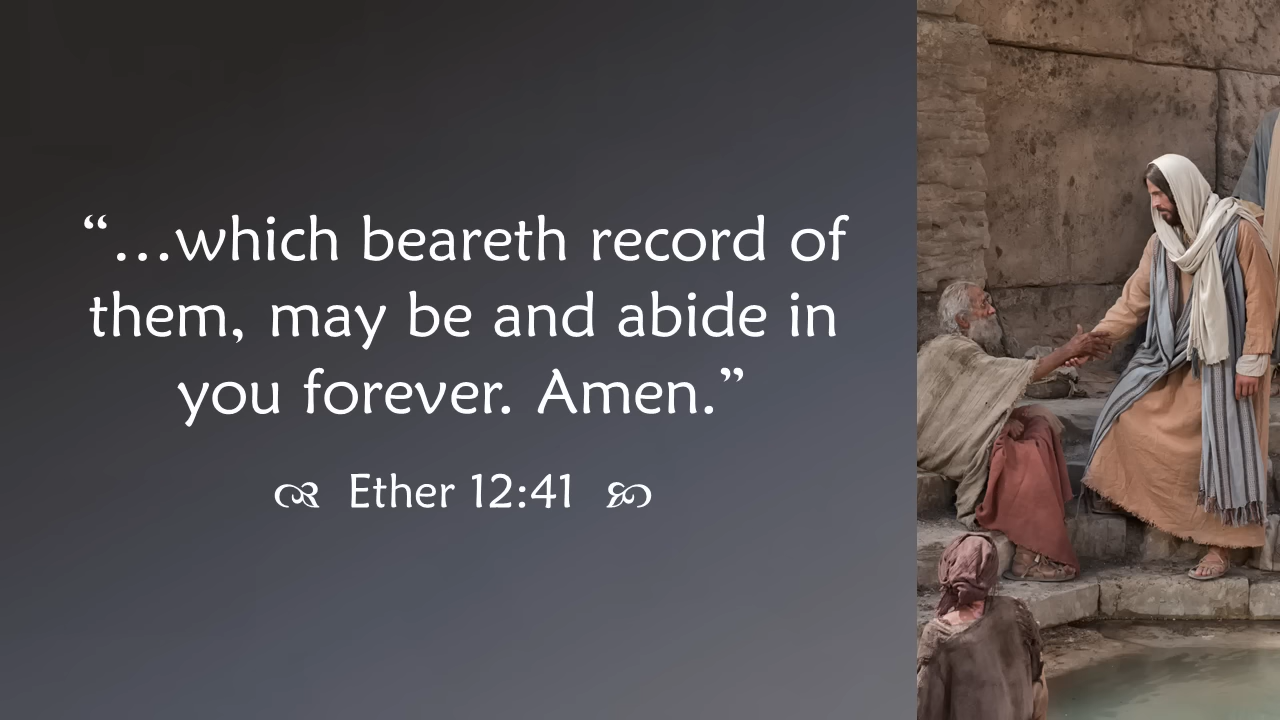 “...which beareth record of
them, may be and abide in
you forever. Amen.”
Ether 12:41